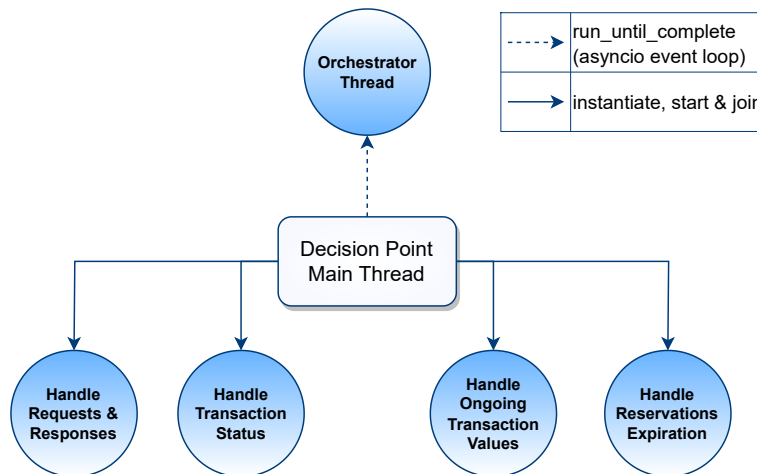 Orchestrator
Thread
run_until_complete
(asyncio event loop)
instantiate, start & join
Decision Point
Main Thread
Handle
Requests &
Responses
Handle
Transaction
Status
Handle
Ongoing
Transaction
Values
Handle
Reservations
Expiration